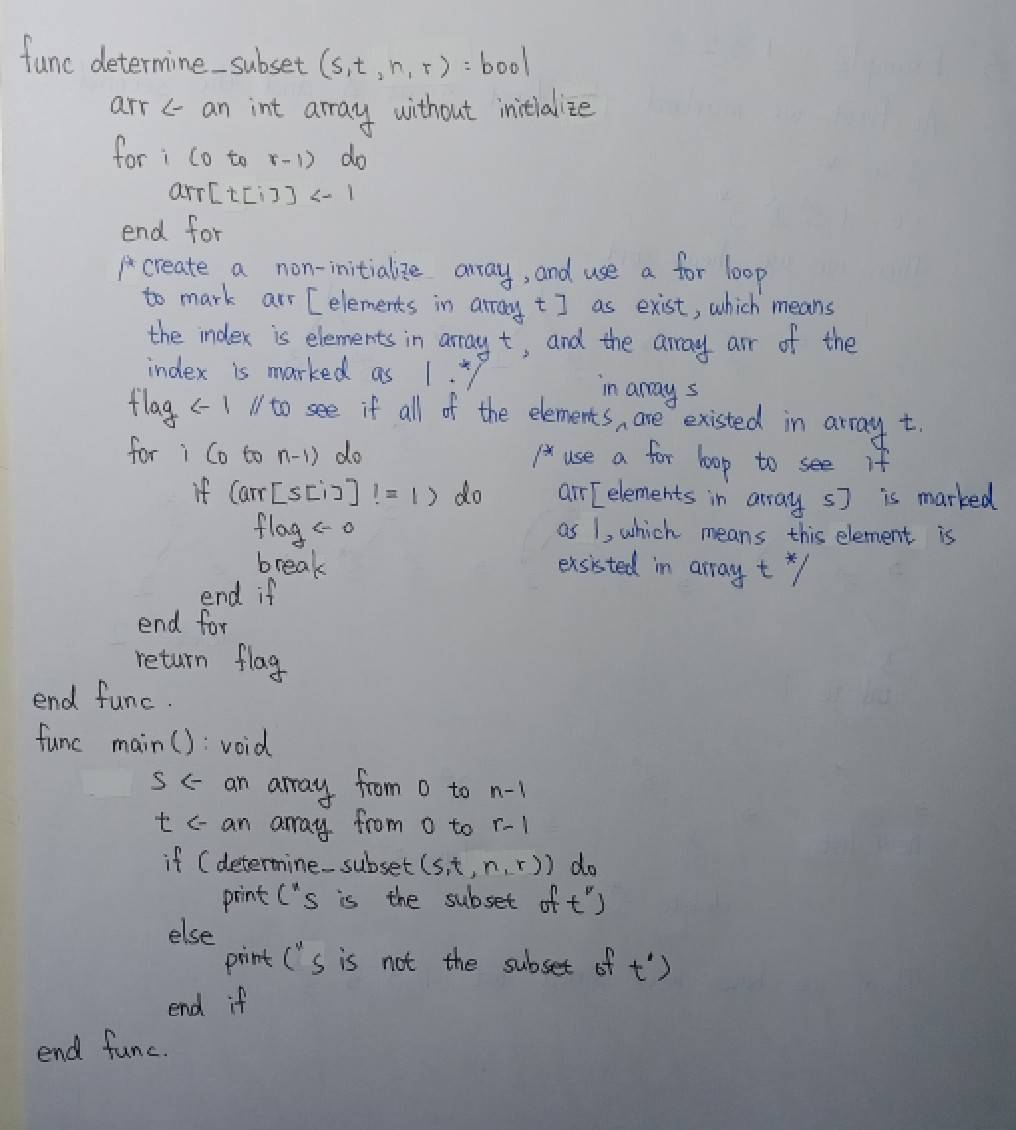 func determine_subset (s,t,n,r) : bool
arr <- an int array without initialize
for i (0 to r-1) do
arr[t[i]] <- 1
end for
/* create a non-initialize array, and use a for loop
to mark arr [elements in array t] as exist, which means
the index is elements in array t, and the array arr of the
index is marked as 1. */
in array s
flag <- 1 // to see if all of the elements ^ are existed in array t.
for i (0 to n-1) do /* use a for loop to see if
if (arr[s[i]] != 1) do arr[elements in array s] is marked
flag <- 0 as 1, which means this element is
break exsisted in array t */
end if
end for
return flag
end func.
func main() : void
s <- an array from 0 to n-1
t <- an array from 0 to r-1
if (determine_subset (s,t,n,r)) do
print ("s is the subset of t")
else
print ("s is not the subset of t")
end if
end func.